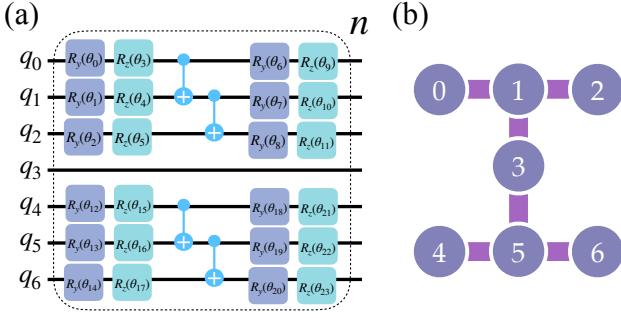 (a)
n
(b)
q0 Ry(θ0) Rz(θ3) Ry(θ6) Rz(θ9)
q1 Ry(θ1) Rz(θ4) Ry(θ7) Rz(θ10)
q2 Ry(θ2) Rz(θ5) Ry(θ8) Rz(θ11)
q3
q4 Ry(θ12) Rz(θ15) Ry(θ18) Rz(θ21)
q5 Ry(θ13) Rz(θ16) Ry(θ19) Rz(θ22)
q6 Ry(θ14) Rz(θ17) Ry(θ20) Rz(θ23)
0 1 2
3
4 5 6